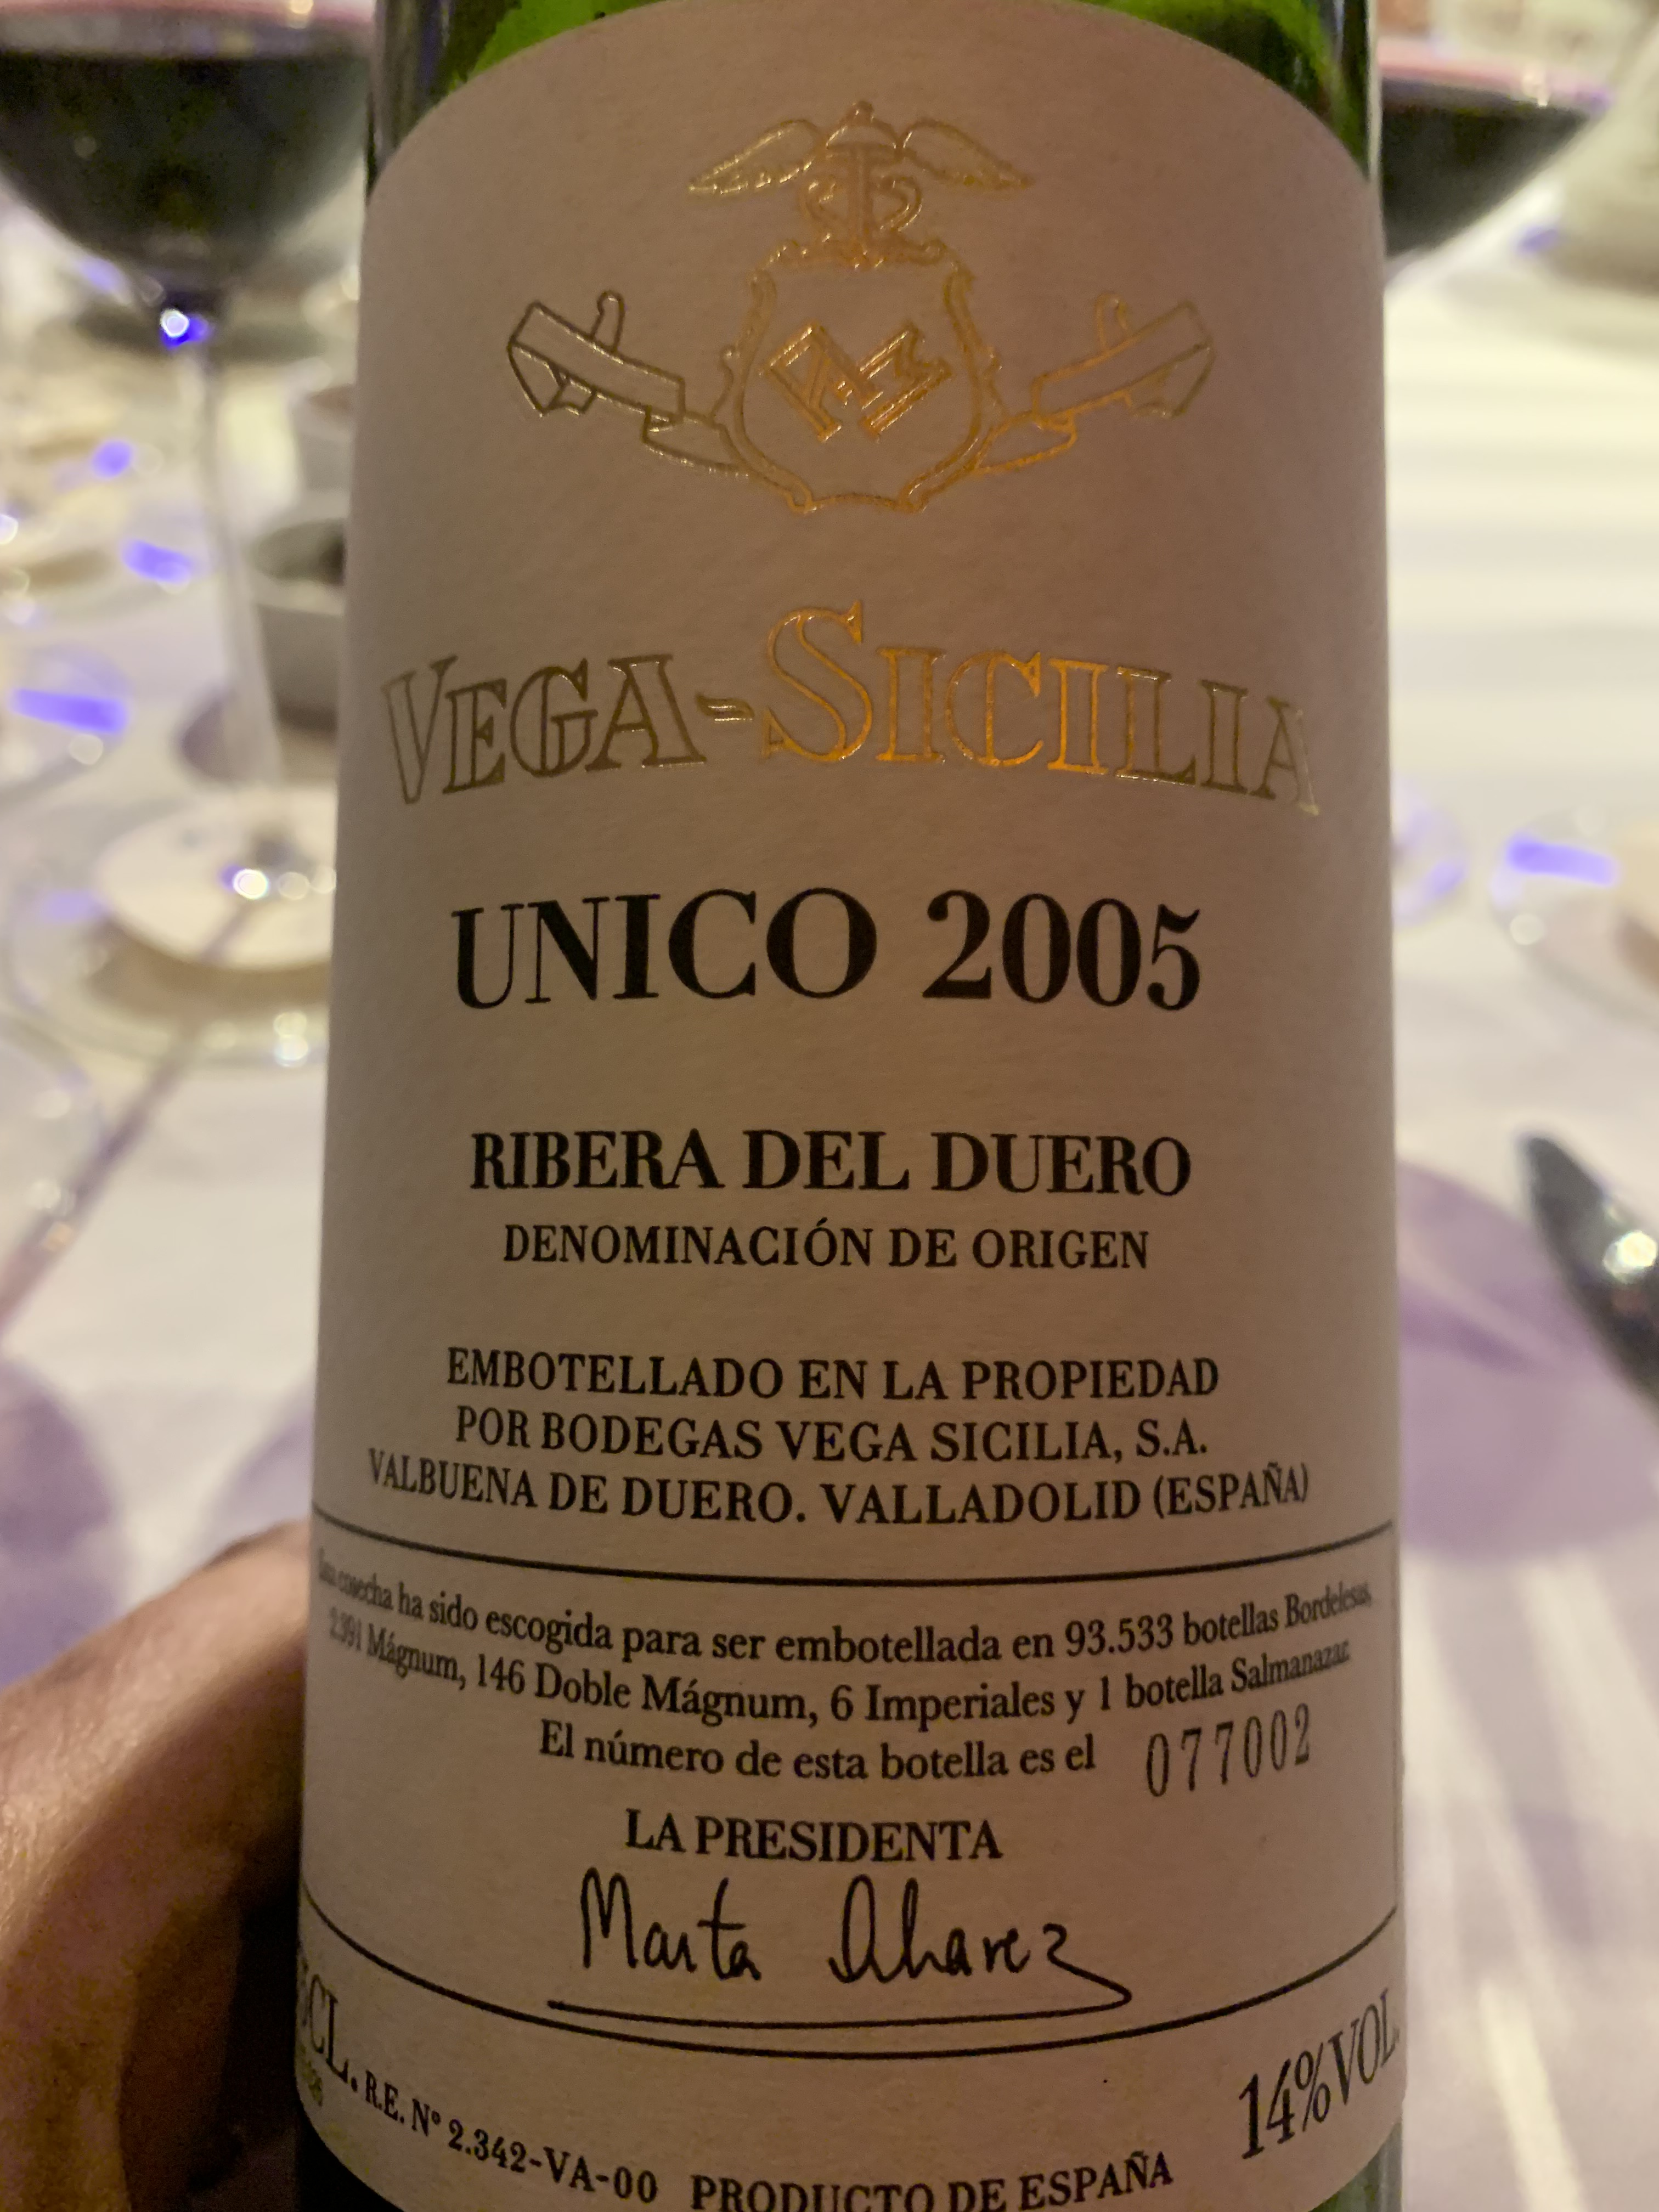 VEGA-SICILIA
UNICO 2005
RIBERA DEL DUERO
DENOMINACIÓN DE ORIGEN
EMBOTELLADO EN LA PROPIEDAD
POR BODEGAS VEGA SICILIA, S.A.
VALBUENA DE DUERO. VALLADOLID (ESPAÑA)
Esta cosecha ha sido escogida para ser embotellada en 93.533 botellas Bordelesas,
2.391 Mágnum, 146 Doble Mágnum, 6 Imperiales y 1 botella Salmanazar.
El número de esta botella es el 077002
LA PRESIDENTA
Marta Alvarez
CL. R.E. Nº 2.342-VA-00 PRODUCTO DE ESPAÑA 14%VOL.